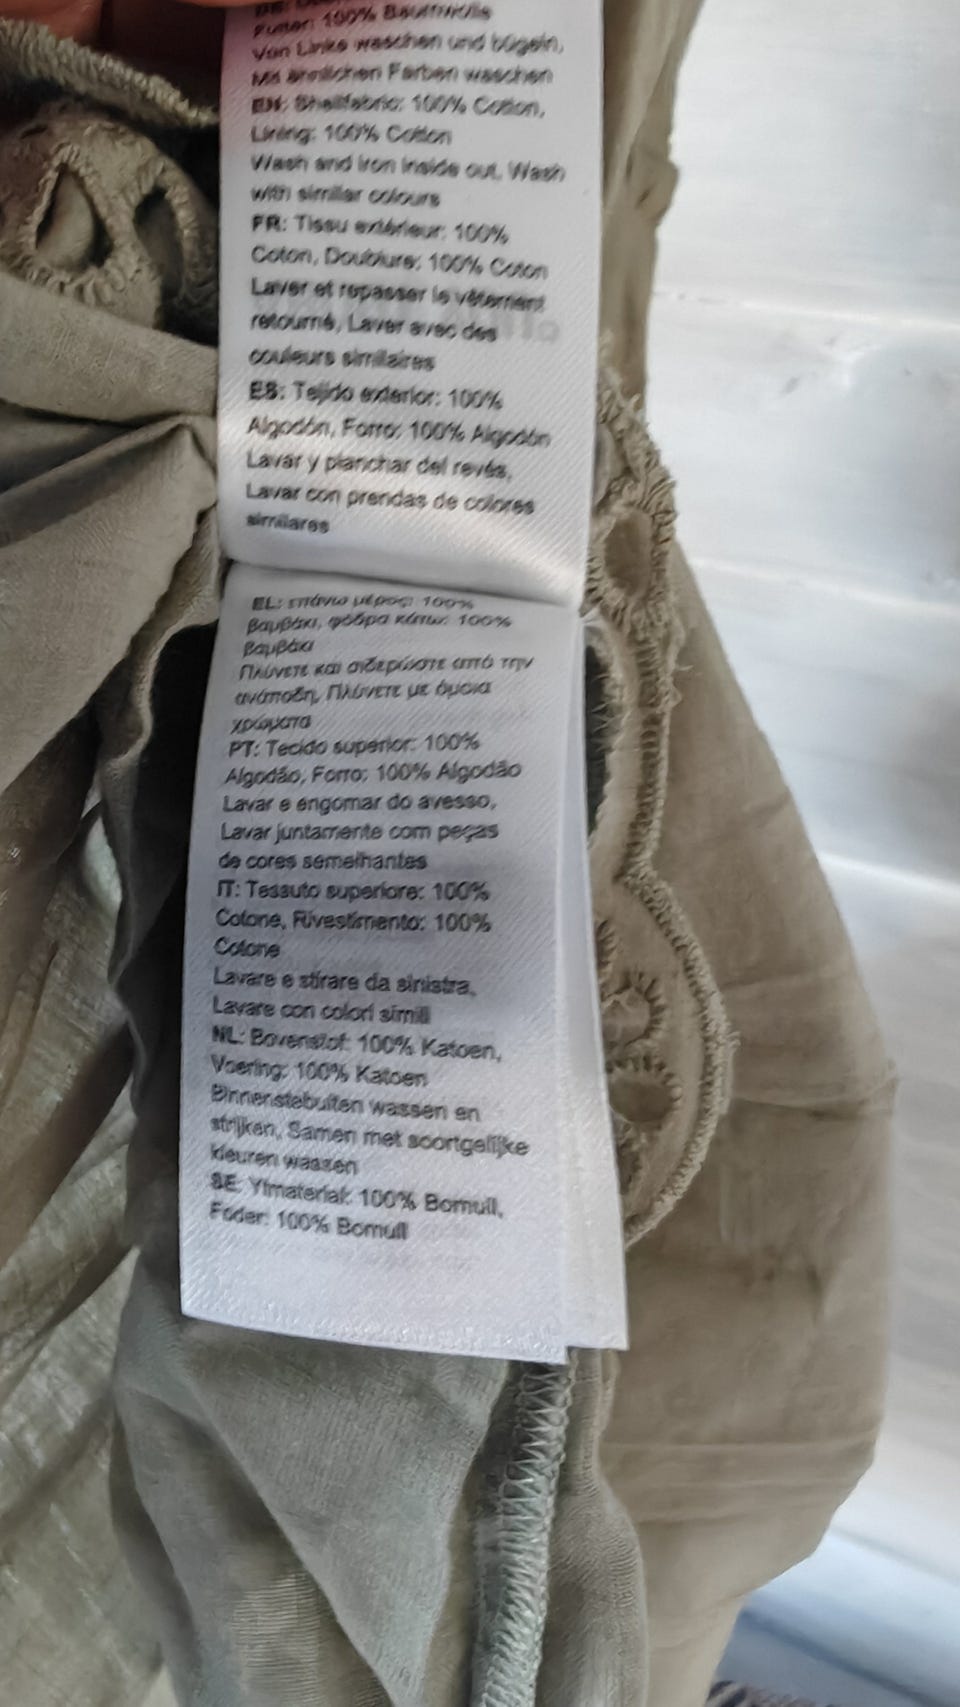 Futter: 100% Baumwolle
Von Links waschen und bügeln,
Mit ähnlichen Farben waschen
EN: Shellfabric: 100% Cotton,
Lining: 100% Cotton
Wash and iron inside out, Wash
with similar colours
FR: Tissu extérieur: 100%
Coton, Doublure: 100% Coton
Laver et repasser le vêtement
retourné, Laver avec des
couleurs similaires
ES: Tejido exterior: 100%
Algodón, Forro: 100% Algodón
Lavar y planchar del revés,
Lavar con prendas de colores
similares
EL: επάνω μέρος: 100%
βαμβάκι, φόδρα κάτω: 100%
βαμβάκι
Πλύνετε και σιδερώστε από την
ανάποδη, Πλύνετε με όμοια
χρώματα
PT: Tecido superior: 100%
Algodão, Forro: 100% Algodão
Lavar e engomar do avesso,
Lavar juntamente com peças
de cores semelhantes
IT: Tessuto superiore: 100%
Cotone, Rivestimento: 100%
Cotone
Lavare e stirare da sinistra,
Lavare con colori simili
NL: Bovenstof: 100% Katoen,
Voering: 100% Katoen
Binnenstebuiten wassen en
strijken, Samen met soortgelijke
kleuren wassen
SE: Ytmaterial: 100% Bomull,
Foder: 100% Bomull